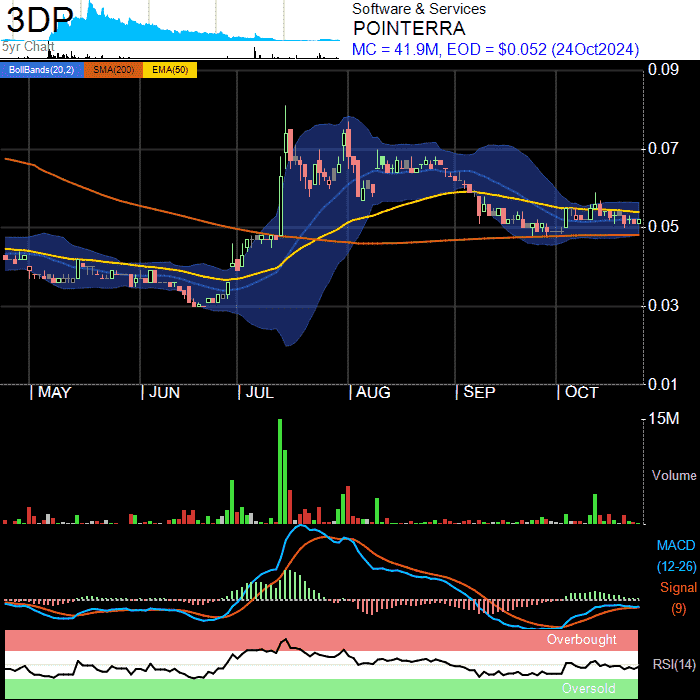 3DP
5yr Chart
Software & Services
POINTERRA
MC = 41.9M, EOD = $0.052 (24Oct2024)
BollBands(20,2) SMA(200) EMA(50)
0.09
0.07
0.05
0.03
0.01
MAY JUN JUL AUG SEP OCT
15M
Volume
MACD
(12-26)
Signal
(9)
Overbought
RSI(14)
Oversold